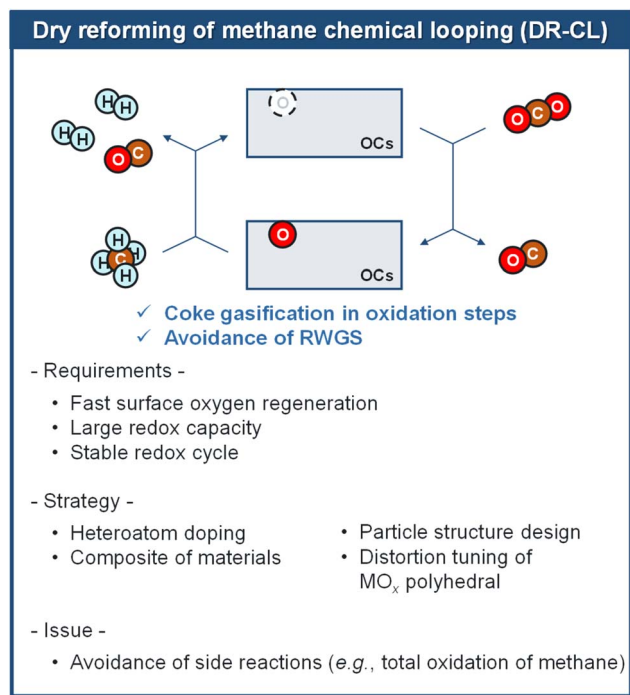 Dry reforming of methane chemical looping (DR-CL)
H H
H H
O C
O
OCs
O C O
H
H C H
H
O
OCs
O C
✓ Coke gasification in oxidation steps
✓ Avoidance of RWGS
- Requirements -
• Fast surface oxygen regeneration
• Large redox capacity
• Stable redox cycle
- Strategy -
• Heteroatom doping
• Composite of materials
• Particle structure design
• Distortion tuning of
MOx polyhedral
- Issue -
• Avoidance of side reactions (e.g., total oxidation of methane)